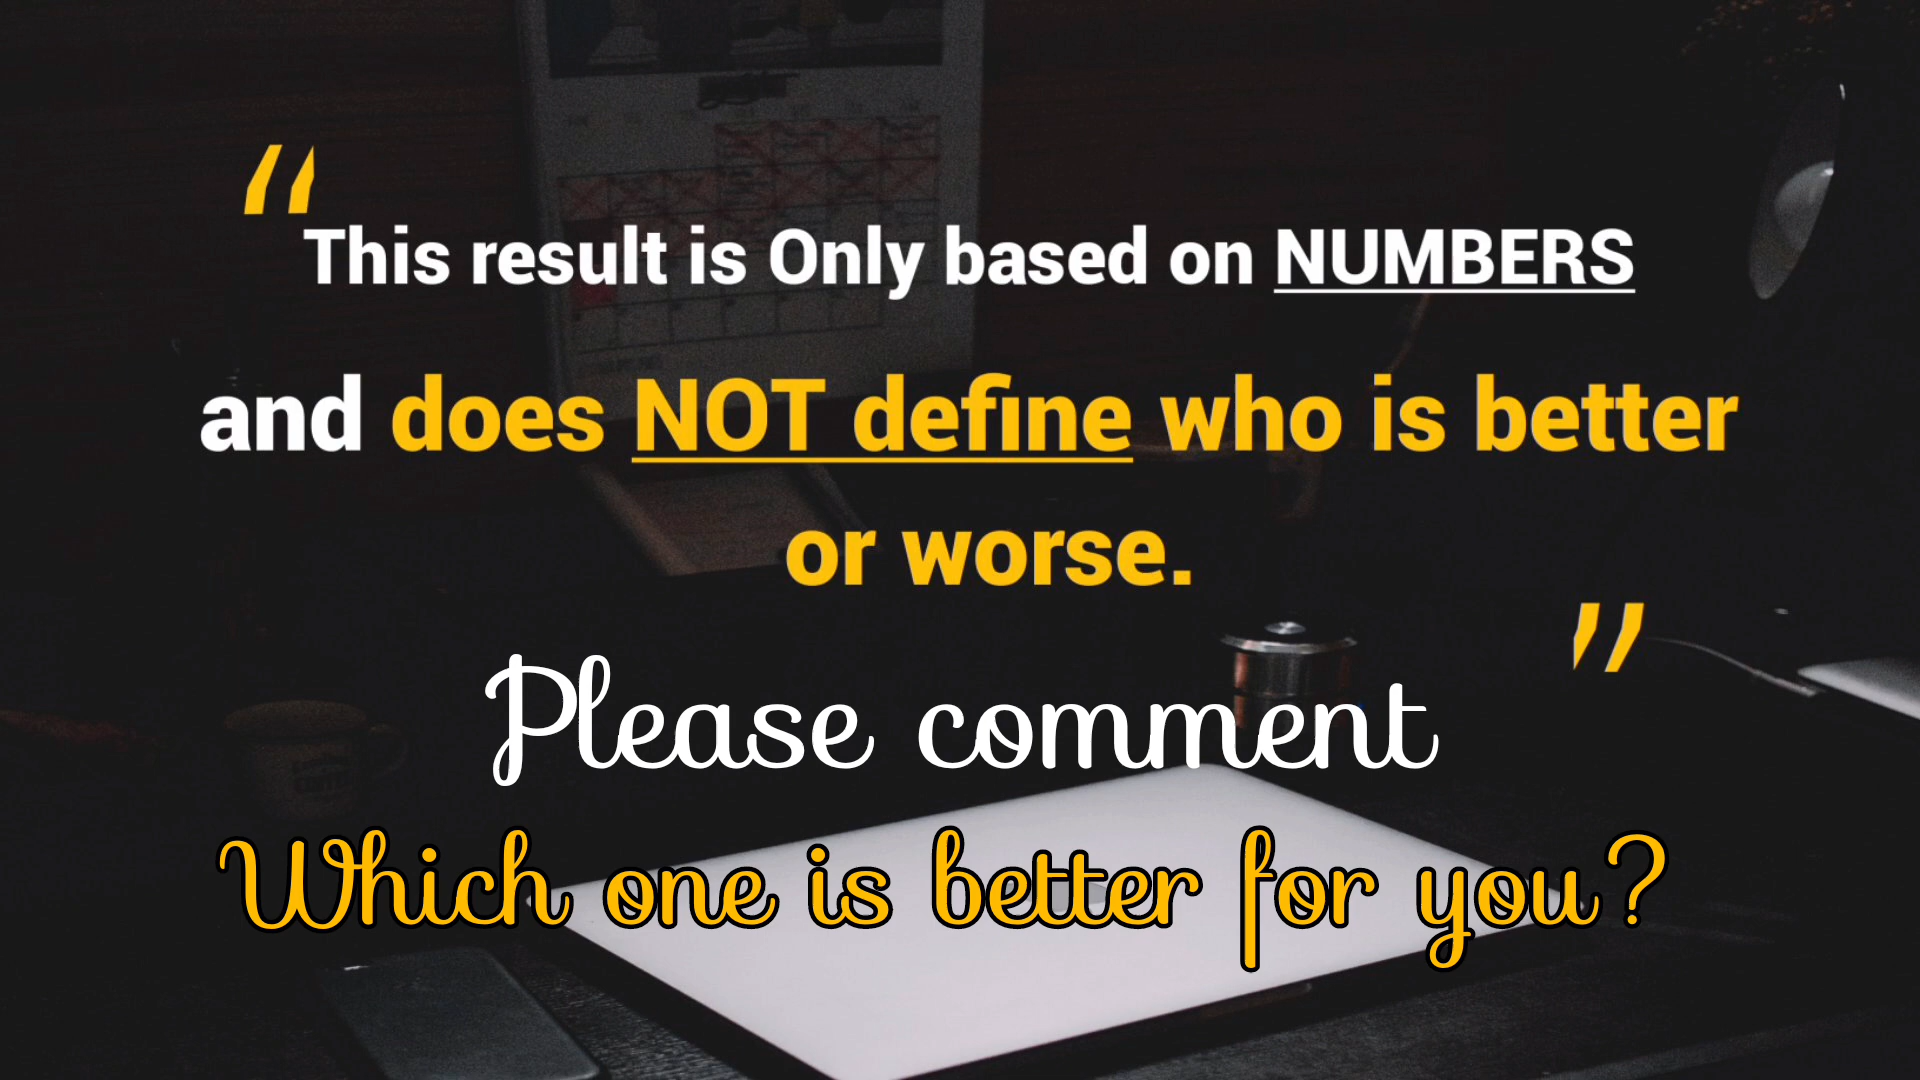 “This result is Only based on NUMBERS
and does NOT define who is better
or worse.”
Please comment
Which one is better for you?